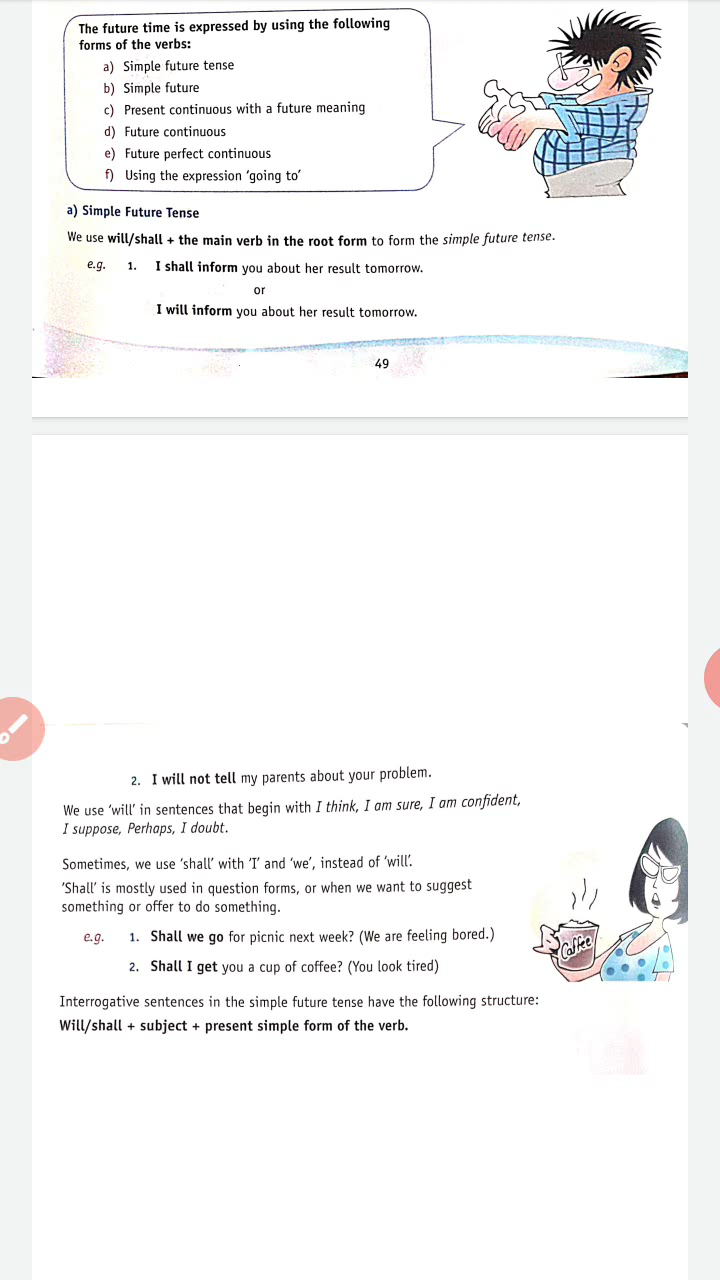 The future time is expressed by using the following
forms of the verbs:
a) Simple future tense
b) Simple future
c) Present continuous with a future meaning
d) Future continuous
e) Future perfect continuous
f) Using the expression ‘going to’
a) Simple Future Tense
We use will/shall + the main verb in the root form to form the simple future tense.
e.g. 1. I shall inform you about her result tomorrow.
or
I will inform you about her result tomorrow.
49
2. I will not tell my parents about your problem.
We use ‘will’ in sentences that begin with I think, I am sure, I am confident,
I suppose, Perhaps, I doubt.
Sometimes, we use ‘shall’ with ‘I’ and ‘we’, instead of ‘will’.
‘Shall’ is mostly used in question forms, or when we want to suggest
something or offer to do something.
e.g. 1. Shall we go for picnic next week? (We are feeling bored.)
2. Shall I get you a cup of coffee? (You look tired)
Coffee
Interrogative sentences in the simple future tense have the following structure:
Will/shall + subject + present simple form of the verb.